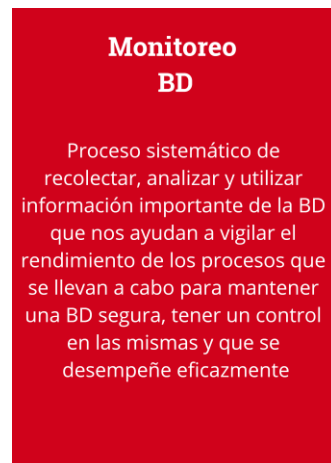 Monitoreo
BD
Proceso sistemático de
recolectar, analizar y utilizar
información importante de la BD
que nos ayudan a vigilar el
rendimiento de los procesos que
se llevan a cabo para mantener
una BD segura, tener un control
en las mismas y que se
desempeñe eficazmente